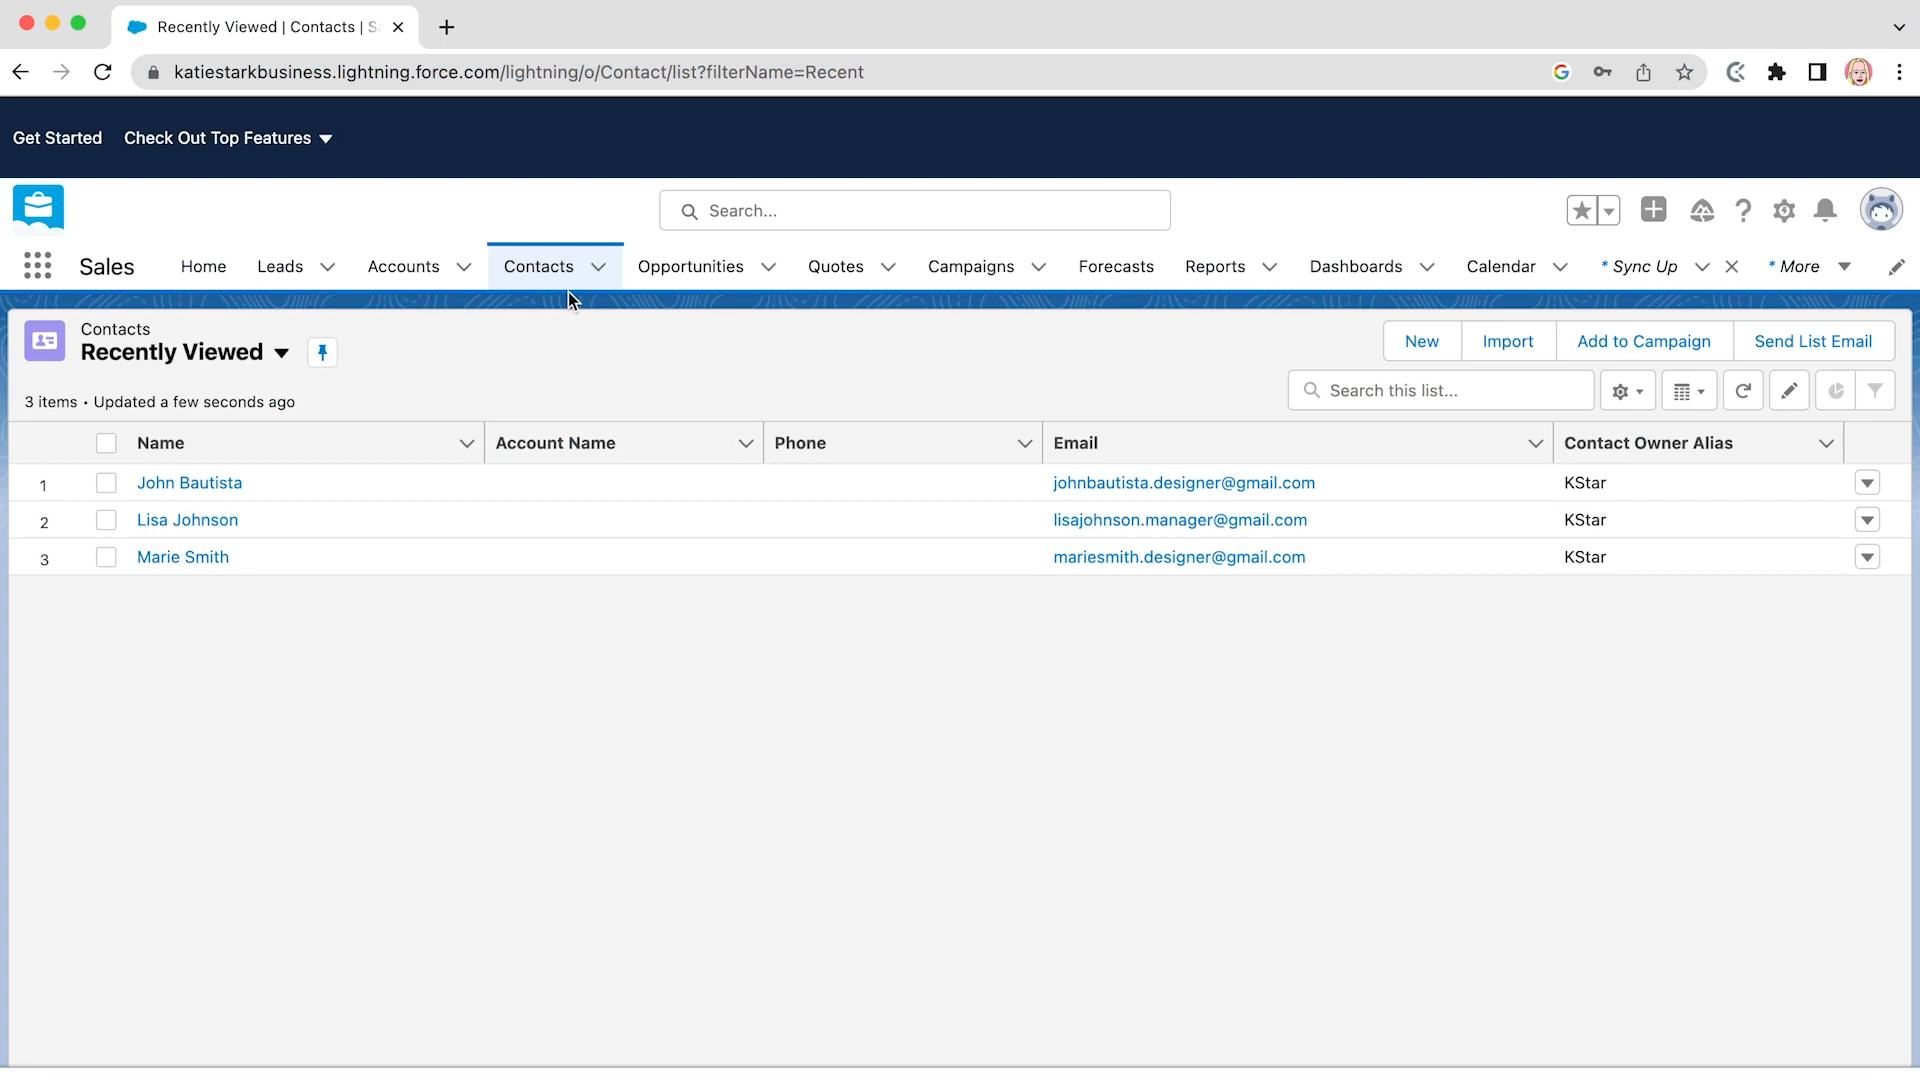 Recently Viewed | Contacts | S
katiestarkbusiness.lightning.force.com/lightning/o/Contact/list?filterName=Recent
Get Started Check Out Top Features
Search...
Sales Home Leads Accounts Contacts Opportunities Quotes Campaigns Forecasts Reports Dashboards Calendar * Sync Up * More
Contacts
Recently Viewed
New Import Add to Campaign Send List Email
3 items • Updated a few seconds ago
Search this list...
Name Account Name Phone Email Contact Owner Alias
1 John Bautista johnbautista.designer@gmail.com KStar
2 Lisa Johnson lisajohnson.manager@gmail.com KStar
3 Marie Smith mariesmith.designer@gmail.com KStar